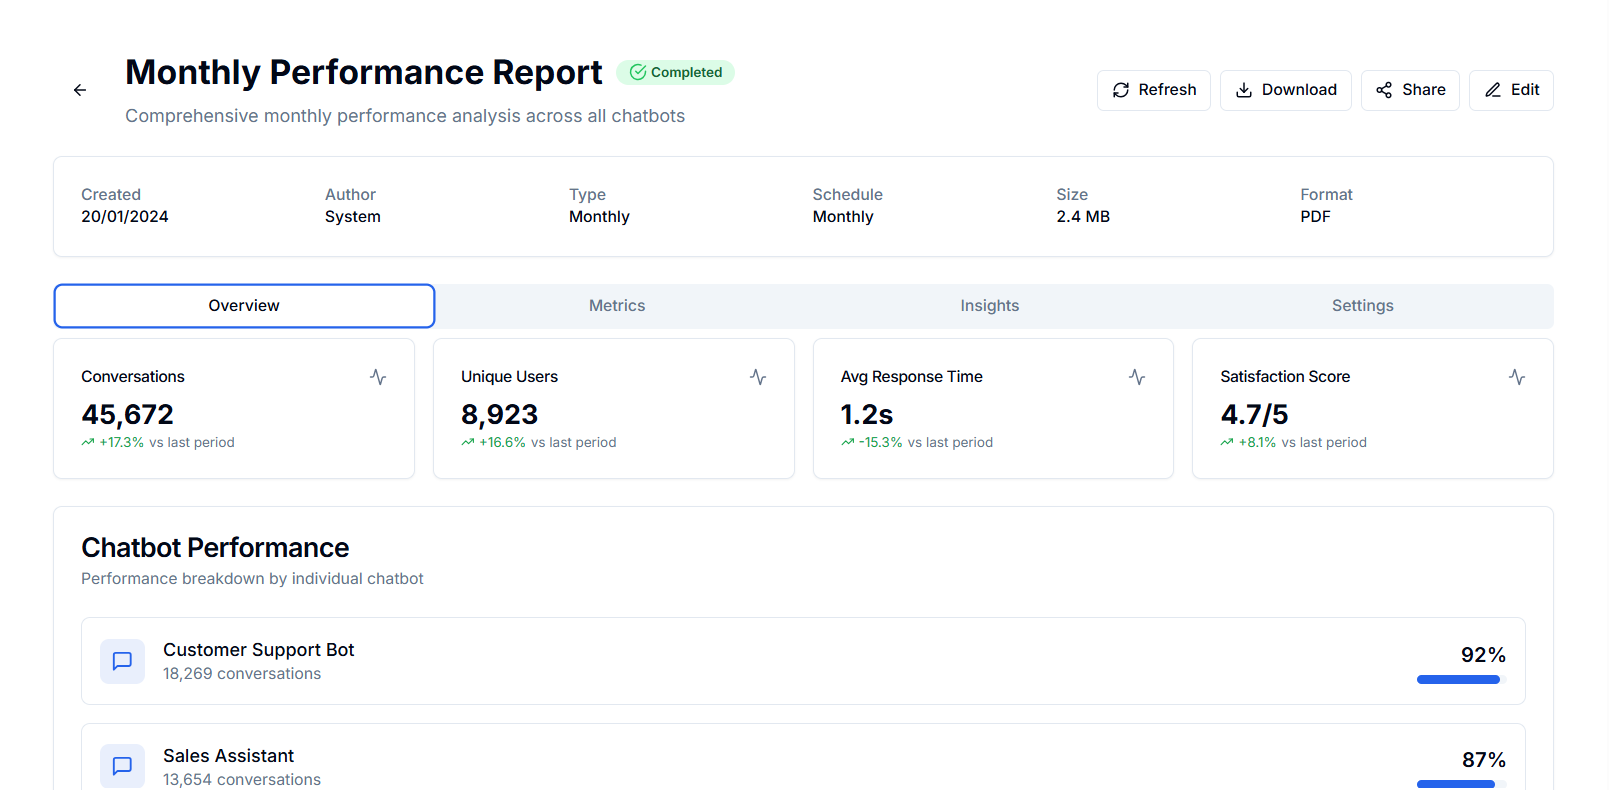 Monthly Performance Report
Completed
Comprehensive monthly performance analysis across all chatbots
Refresh
Download
Share
Edit
Created
20/01/2024
Author
System
Type
Monthly
Schedule
Monthly
Size
2.4 MB
Format
PDF
Overview
Metrics
Insights
Settings
Conversations
45,672
+17.3% vs last period
Unique Users
8,923
+16.6% vs last period
Avg Response Time
1.2s
-15.3% vs last period
Satisfaction Score
4.7/5
+8.1% vs last period
Chatbot Performance
Performance breakdown by individual chatbot
Customer Support Bot
18,269 conversations
92%
Sales Assistant
13,654 conversations
87%